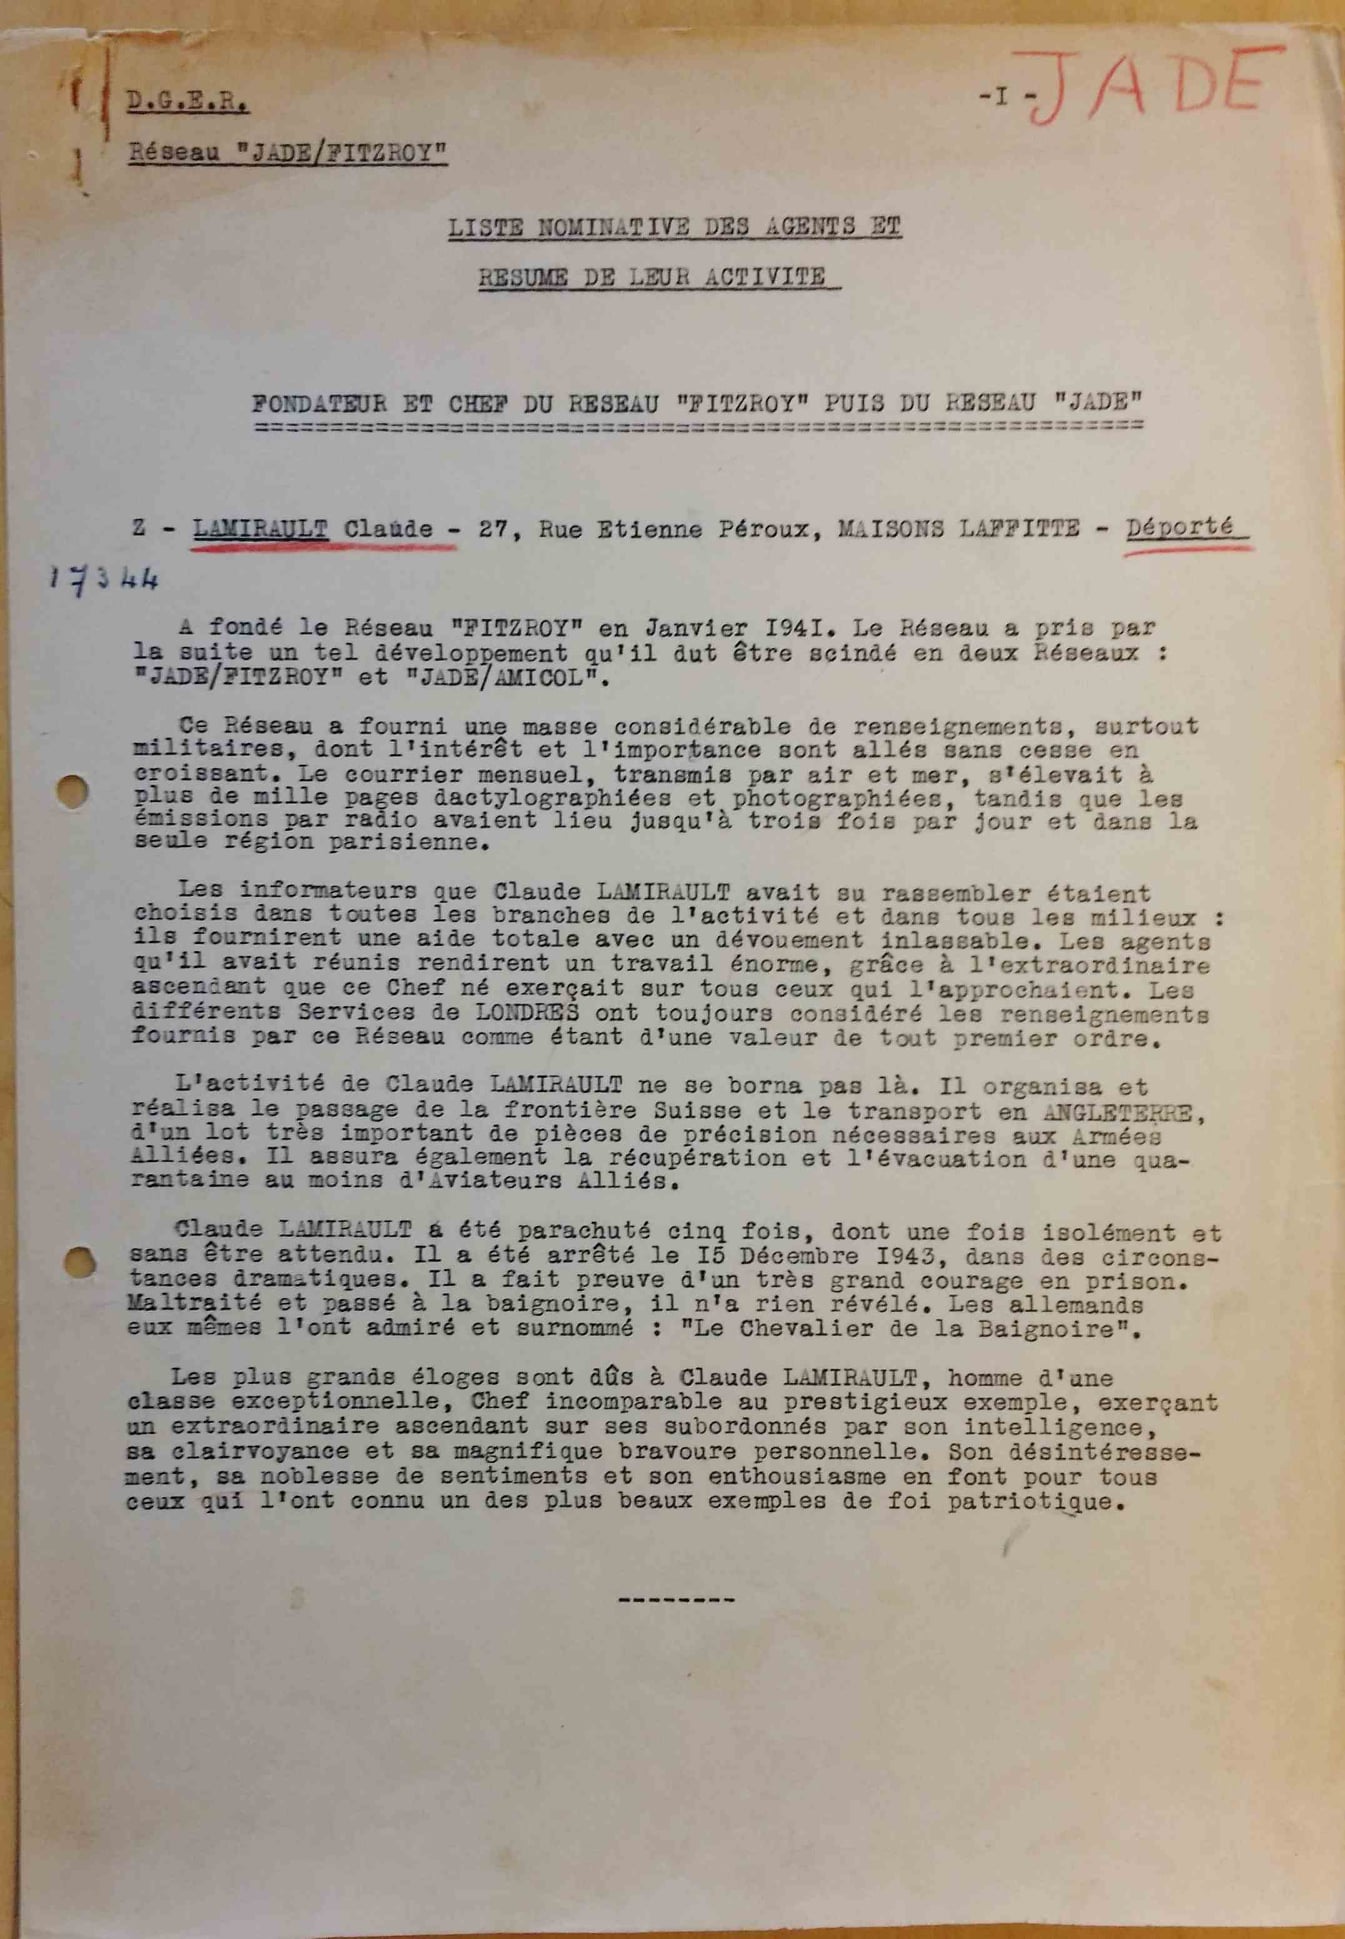 D.G.E.R.
-I- JADE
Réseau "JADE/FITZROY"
LISTE NOMINATIVE DES AGENTS ET
RESUME DE LEUR ACTIVITE
FONDATEUR ET CHEF DU RESEAU "FITZROY" PUIS DU RESEAU "JADE"
===========================================================
Z - LAMIRAULT Claude - 27, Rue Etienne Péroux, MAISONS LAFFITTE - Déporté
17344
A fondé le Réseau "FITZROY" en Janvier I94I. Le Réseau a pris par
la suite un tel développement qu'il dut être scindé en deux Réseaux :
"JADE/FITZROY" et "JADE/AMICOL".
Ce Réseau a fourni une masse considérable de renseignements, surtout
militaires, dont l'intérêt et l'importance sont allés sans cesse en
croissant. Le courrier mensuel, transmis par air et mer, s'élevait à
plus de mille pages dactylographiées et photographiées, tandis que les
émissions par radio avaient lieu jusqu'à trois fois par jour et dans la
seule région parisienne.
Les informateurs que Claude LAMIRAULT avait su rassembler étaient
choisis dans toutes les branches de l'activité et dans tous les milieux :
ils fournirent une aide totale avec un dévouement inlassable. Les agents
qu'il avait réunis rendirent un travail énorme, grâce à l'extraordinaire
ascendant que ce Chef né exerçait sur tous ceux qui l'approchaient. Les
différents Services de LONDRES ont toujours considéré les renseignements
fournis par ce Réseau comme étant d'une valeur de tout premier ordre.
L'activité de Claude LAMIRAULT ne se borna pas là. Il organisa et
réalisa le passage de la frontière Suisse et le transport en ANGLETERRE,
d'un lot très important de pièces de précision nécessaires aux Armées
Alliées. Il assura également la récupération et l'évacuation d'une qua-
rantaine au moins d'Aviateurs Alliés.
Claude LAMIRAULT a été parachuté cinq fois, dont une fois isolément et
sans être attendu. Il a été arrêté le I5 Décembre I943, dans des circons-
tances dramatiques. Il a fait preuve d'un très grand courage en prison.
Maltraité et passé à la baignoire, il n'a rien révélé. Les allemands
eux mêmes l'ont admiré et surnommé : "Le Chevalier de la Baignoire".
Les plus grands éloges sont dûs à Claude LAMIRAULT, homme d'une
classe exceptionnelle, Chef incomparable au prestigieux exemple, exerçant
un extraordinaire ascendant sur ses subordonnés par son intelligence,
sa clairvoyance et sa magnifique bravoure personnelle. Son désintéresse-
ment, sa noblesse de sentiments et son enthousiasme en font pour tous
ceux qui l'ont connu un des plus beaux exemples de foi patriotique.
--------